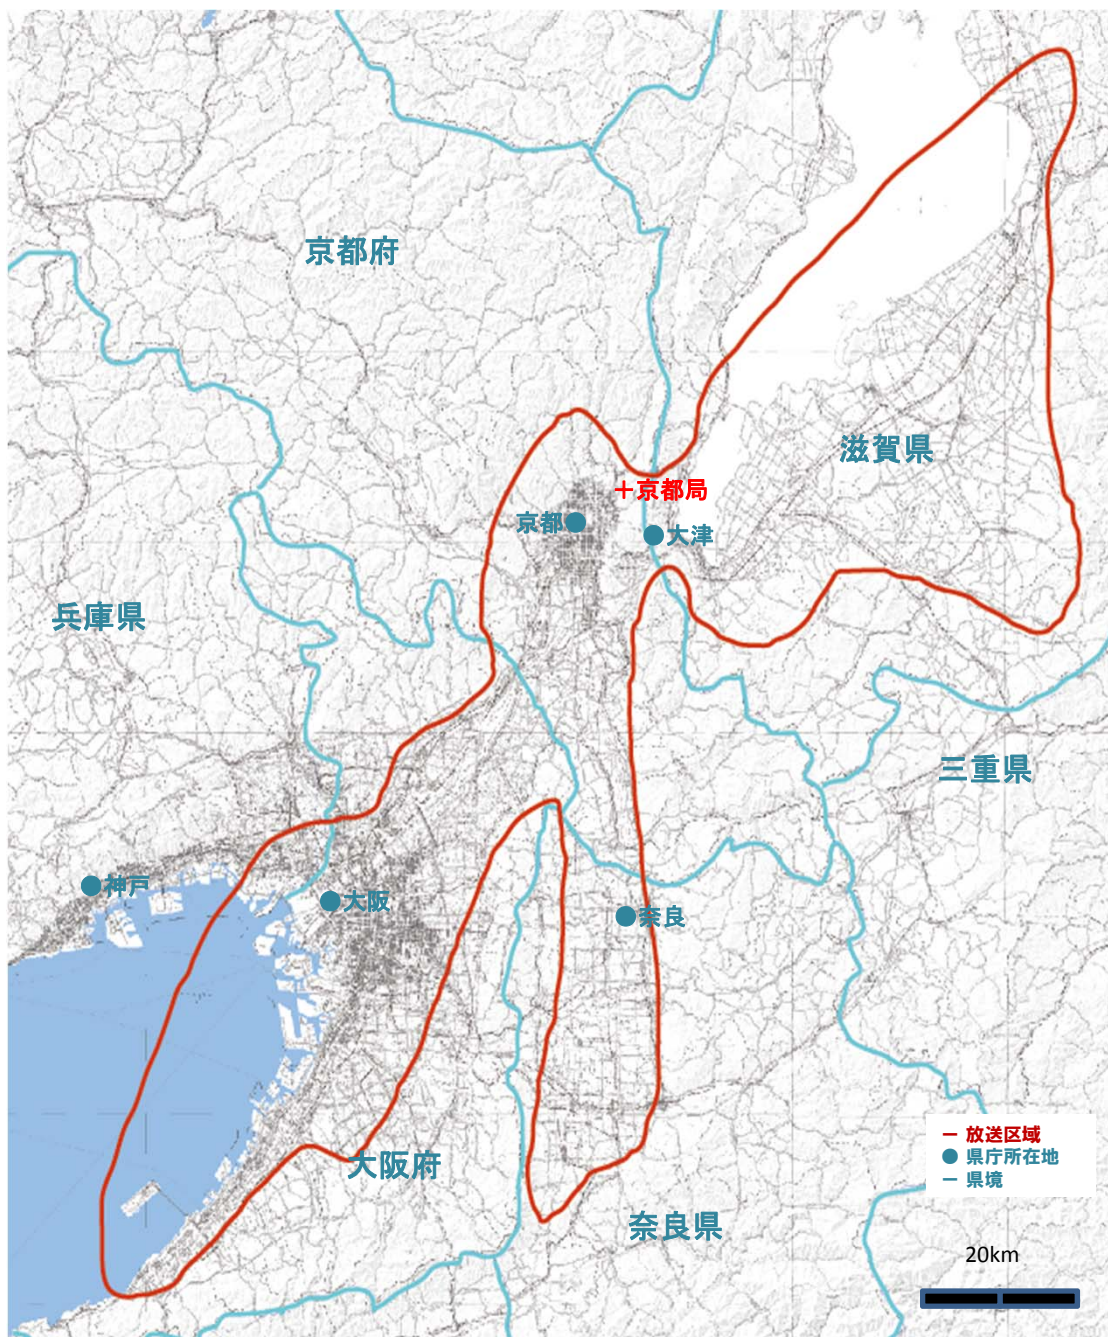 京都府
滋賀県
+京都局
京都
大津
兵庫県
三重県
神戸
大阪
奈良
放送区域
県庁所在地
県境
大阪府
奈良県
20km